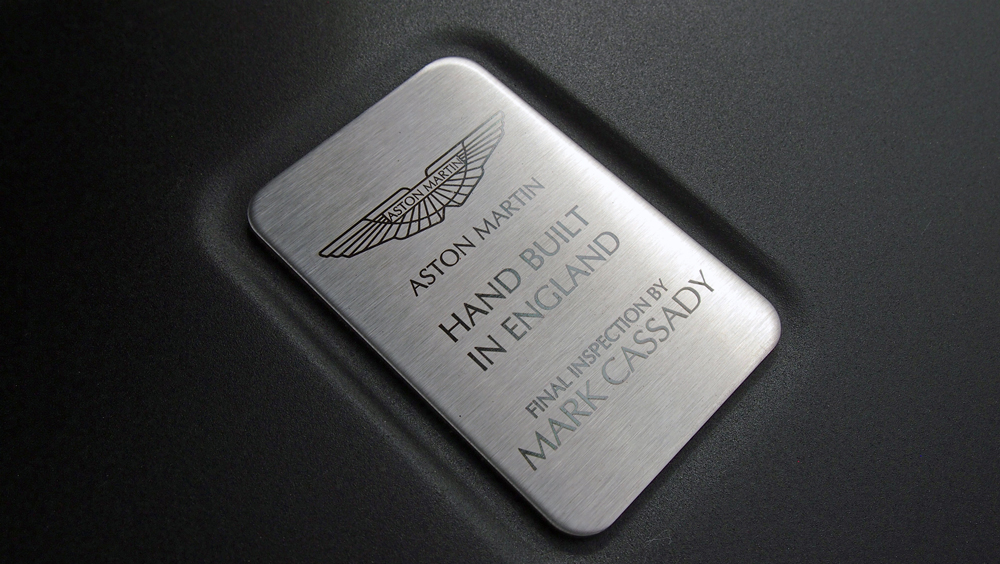 ASTON MARTIN
ASTON MARTIN
HAND BUILT
IN ENGLAND
FINAL INSPECTION BY
MARK CASSADY